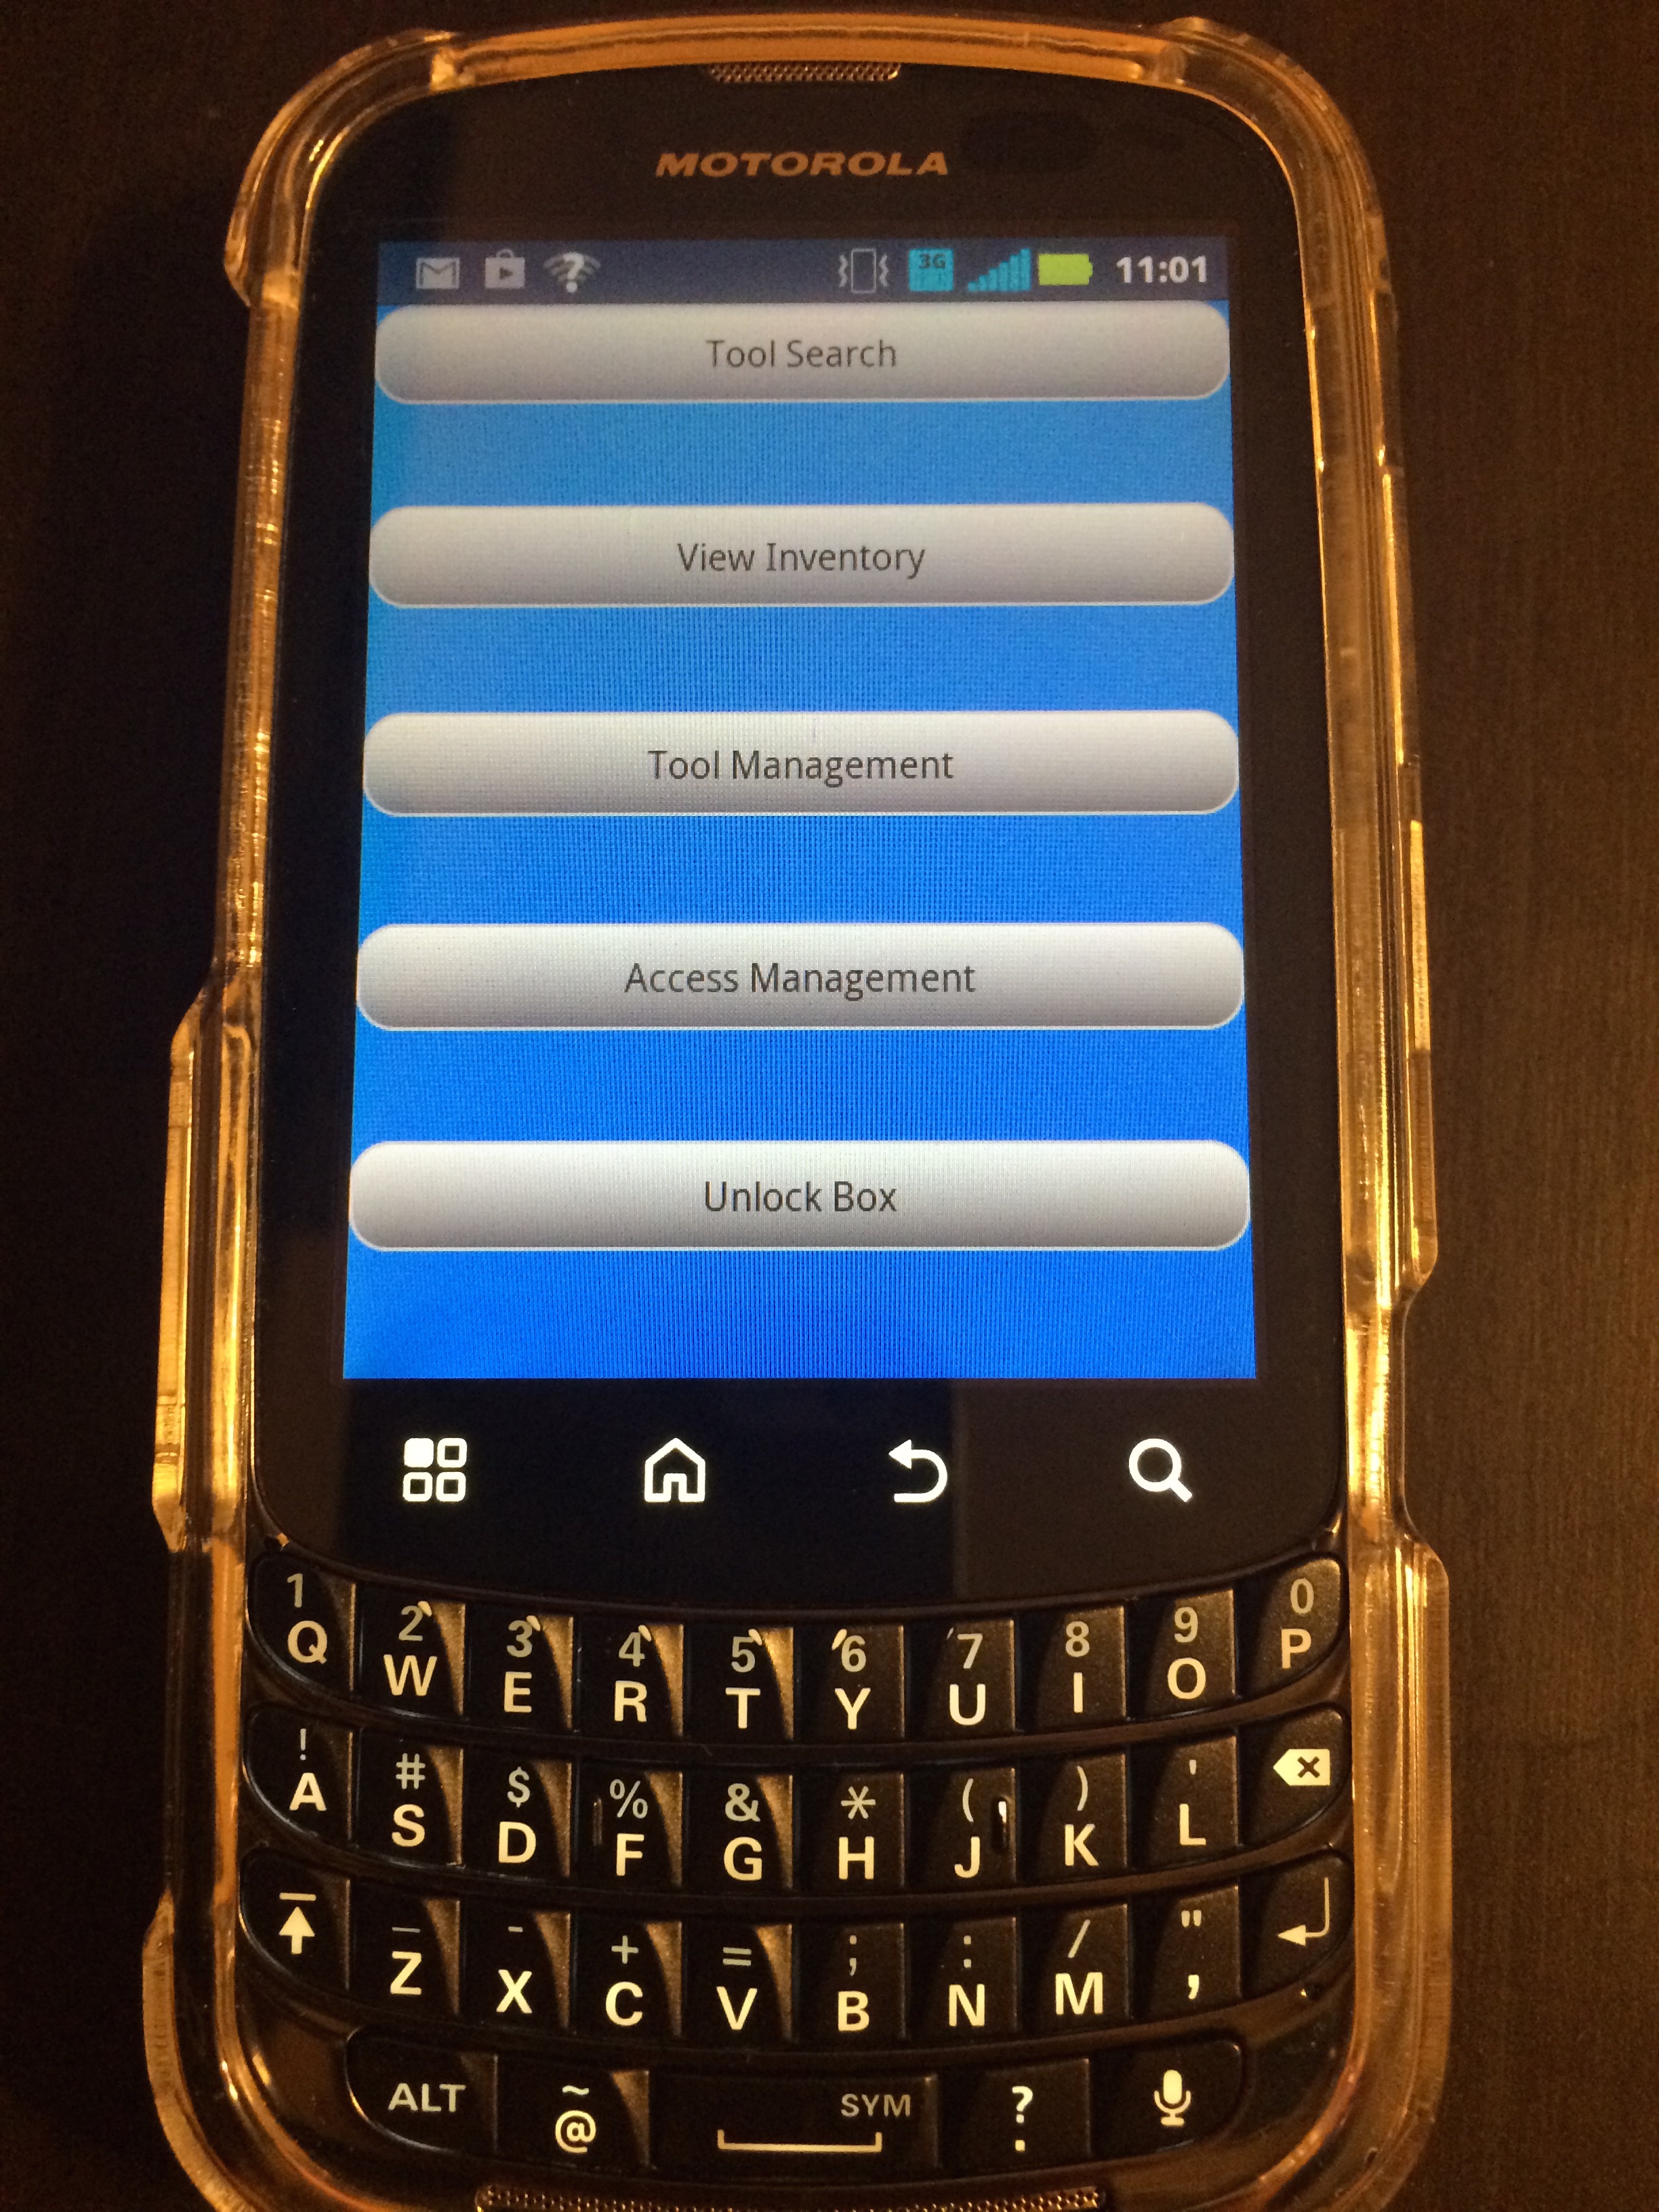 MOTOROLA
3G 11:01
Tool Search
View Inventory
Tool Management
Access Management
Unlock Box
1 2 3 4 5 6 7 8 9 0
Q W E R T Y U I O P
! # $ % & * ( ) '
A S D F G H J K L
_ - + = ; : / "
Z X C V B N M ,
ALT ~ SYM ?
@ .